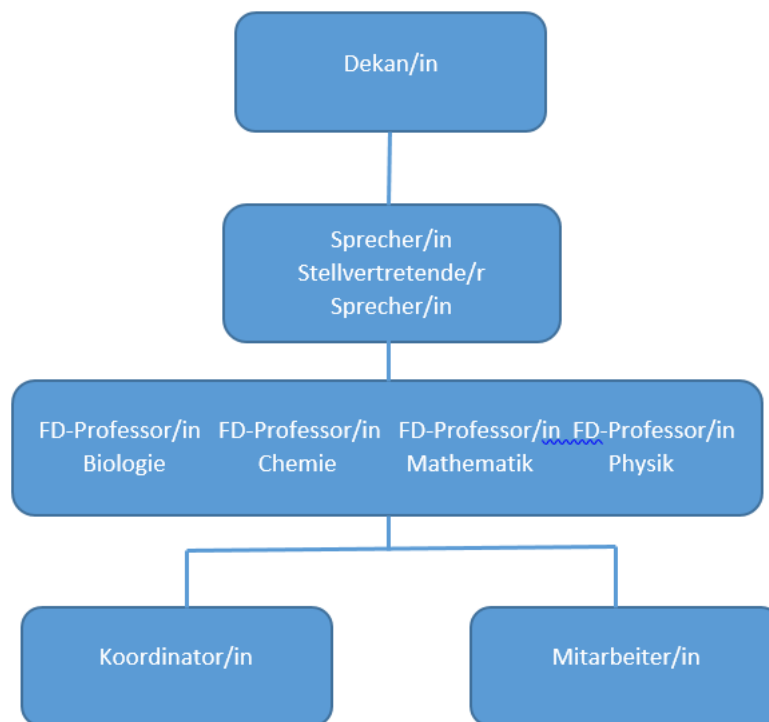 Dekan/in
Sprecher/in
Stellvertretende/r
Sprecher/in
FD-Professor/in FD-Professor/in FD-Professor/in FD-Professor/in
Biologie Chemie Mathematik Physik
Koordinator/in Mitarbeiter/in